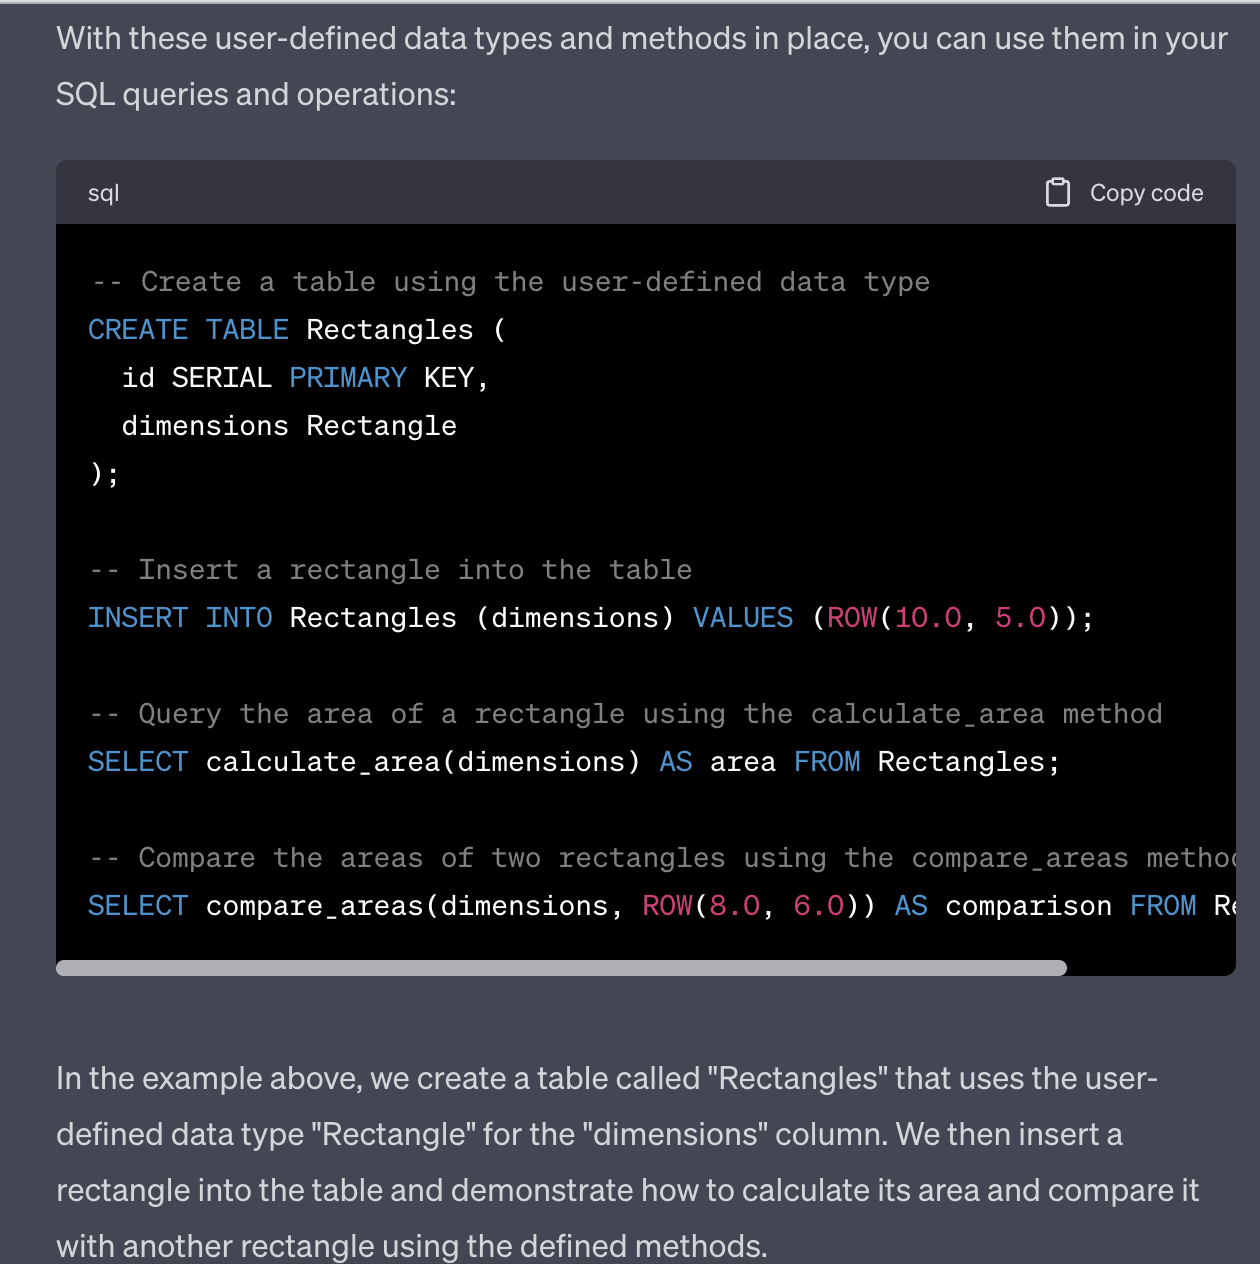 With these user-defined data types and methods in place, you can use them in your
SQL queries and operations:
sql
Copy code
-- Create a table using the user-defined data type
CREATE TABLE Rectangles (
  id SERIAL PRIMARY KEY,
  dimensions Rectangle
);
-- Insert a rectangle into the table
INSERT INTO Rectangles (dimensions) VALUES (ROW(10.0, 5.0));
-- Query the area of a rectangle using the calculate_area method
SELECT calculate_area(dimensions) AS area FROM Rectangles;
-- Compare the areas of two rectangles using the compare_areas
SELECT compare_areas(dimensions, ROW(8.0, 6.0)) AS comparison FROM
In the example above, we create a table called "Rectangles" that uses the user-
defined data type "Rectangle" for the "dimensions" column. We then insert a
rectangle into the table and demonstrate how to calculate its area and compare it
with another rectangle using the defined methods.